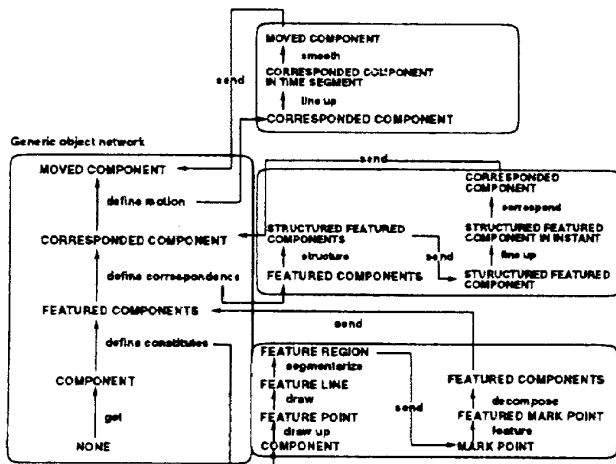 MOVED COMPONENT
smooth
send
CORRESPONDED COMPONENT
IN TIME SEGMENT
line up
CORRESPONDED COMPONENT
Generic object network
MOVED COMPONENT
define motion
CORRESPONDED COMPONENT
define correspondence
FEATURED COMPONENTS
define constitutes
COMPONENT
get
NONE
send
CORRESPONDED
COMPONENT
correspond
STRUCTURED FEATURED
COMPONENTS
structure
FEATURED COMPONENTS
send
STRUCTURED FEATURED
COMPONENT IN INSTANT
line up
STURUCTURED FEATURED
COMPONENT
send
FEATURE REGION
segmentarize
FEATURE LINE
draw
FEATURE POINT
draw up
COMPONENT
send
FEATURED COMPONENTS
decompose
FEATURED MARK POINT
feature
MARK POINT